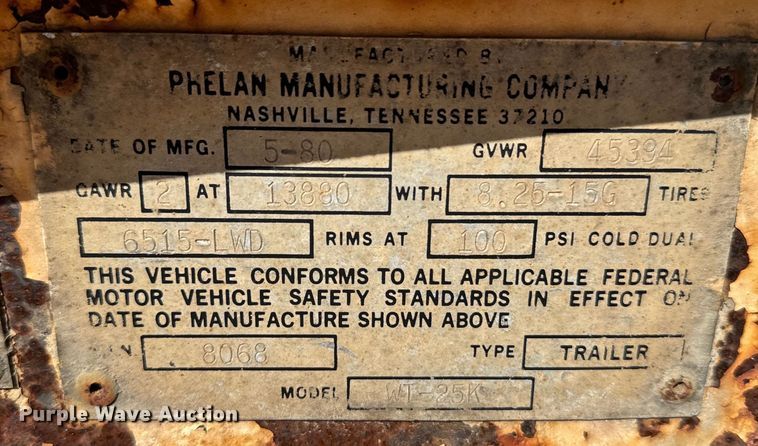 MANUFACTURED BY
PHELAN MANUFACTURING COMPANY
NASHVILLE, TENNESSEE 37210
DATE OF MFG. 5-80 GVWR 45394
GAWR 2 AT 13880 WITH 8.25-15G TIRES
6515-LWD RIMS AT 100 PSI COLD DUAL
THIS VEHICLE CONFORMS TO ALL APPLICABLE FEDERAL
MOTOR VEHICLE SAFETY STANDARDS IN EFFECT ON
DATE OF MANUFACTURE SHOWN ABOVE
8068 TYPE TRAILER
MODEL WT-25K
Purple Wave Auction